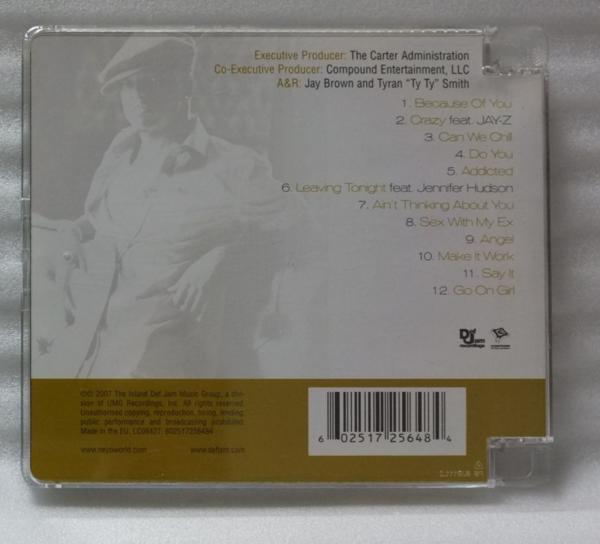 Executive Producer: The Carter Administration
Co-Executive Producer: Compound Entertainment, LLC
A&R: Jay Brown and Tyran "Ty Ty" Smith
1. Because Of You
2. Crazy feat. JAY-Z
3. Can We Chill
4. Do You
5. Addicted
6. Leaving Tonight feat. Jennifer Hudson
7. Ain't Thinking About You
8. Sex With My Ex
9. Angel
10. Make It Work
11. Say It
12. Go On Girl
Def Jam
recordings
℗© 2007 The Island Def Jam Music Group, a divi-
sion of UMG Recordings, Inc. All rights reserved.
Unauthorised copying, reproduction, hiring, lending
public performance and broadcasting prohibited.
Made in the EU. LC06427. 602517256484
www.neyoworld.com www.defjam.com
6 02517 25648 4